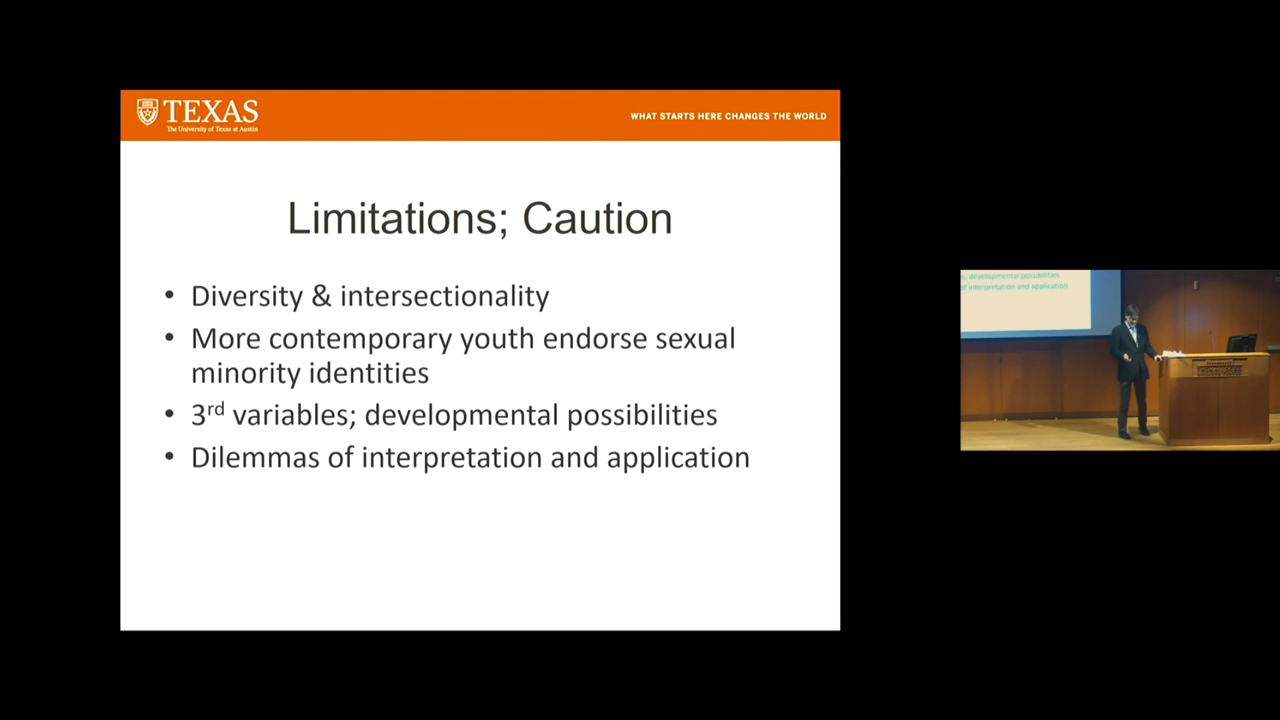 TEXAS
The University of Texas at Austin
WHAT STARTS HERE CHANGES THE WORLD
Limitations; Caution
• Diversity & intersectionality
• More contemporary youth endorse sexual
minority identities
• 3rd variables; developmental possibilities
• Dilemmas of interpretation and application
s; developmental possibilities
of interpretation and application